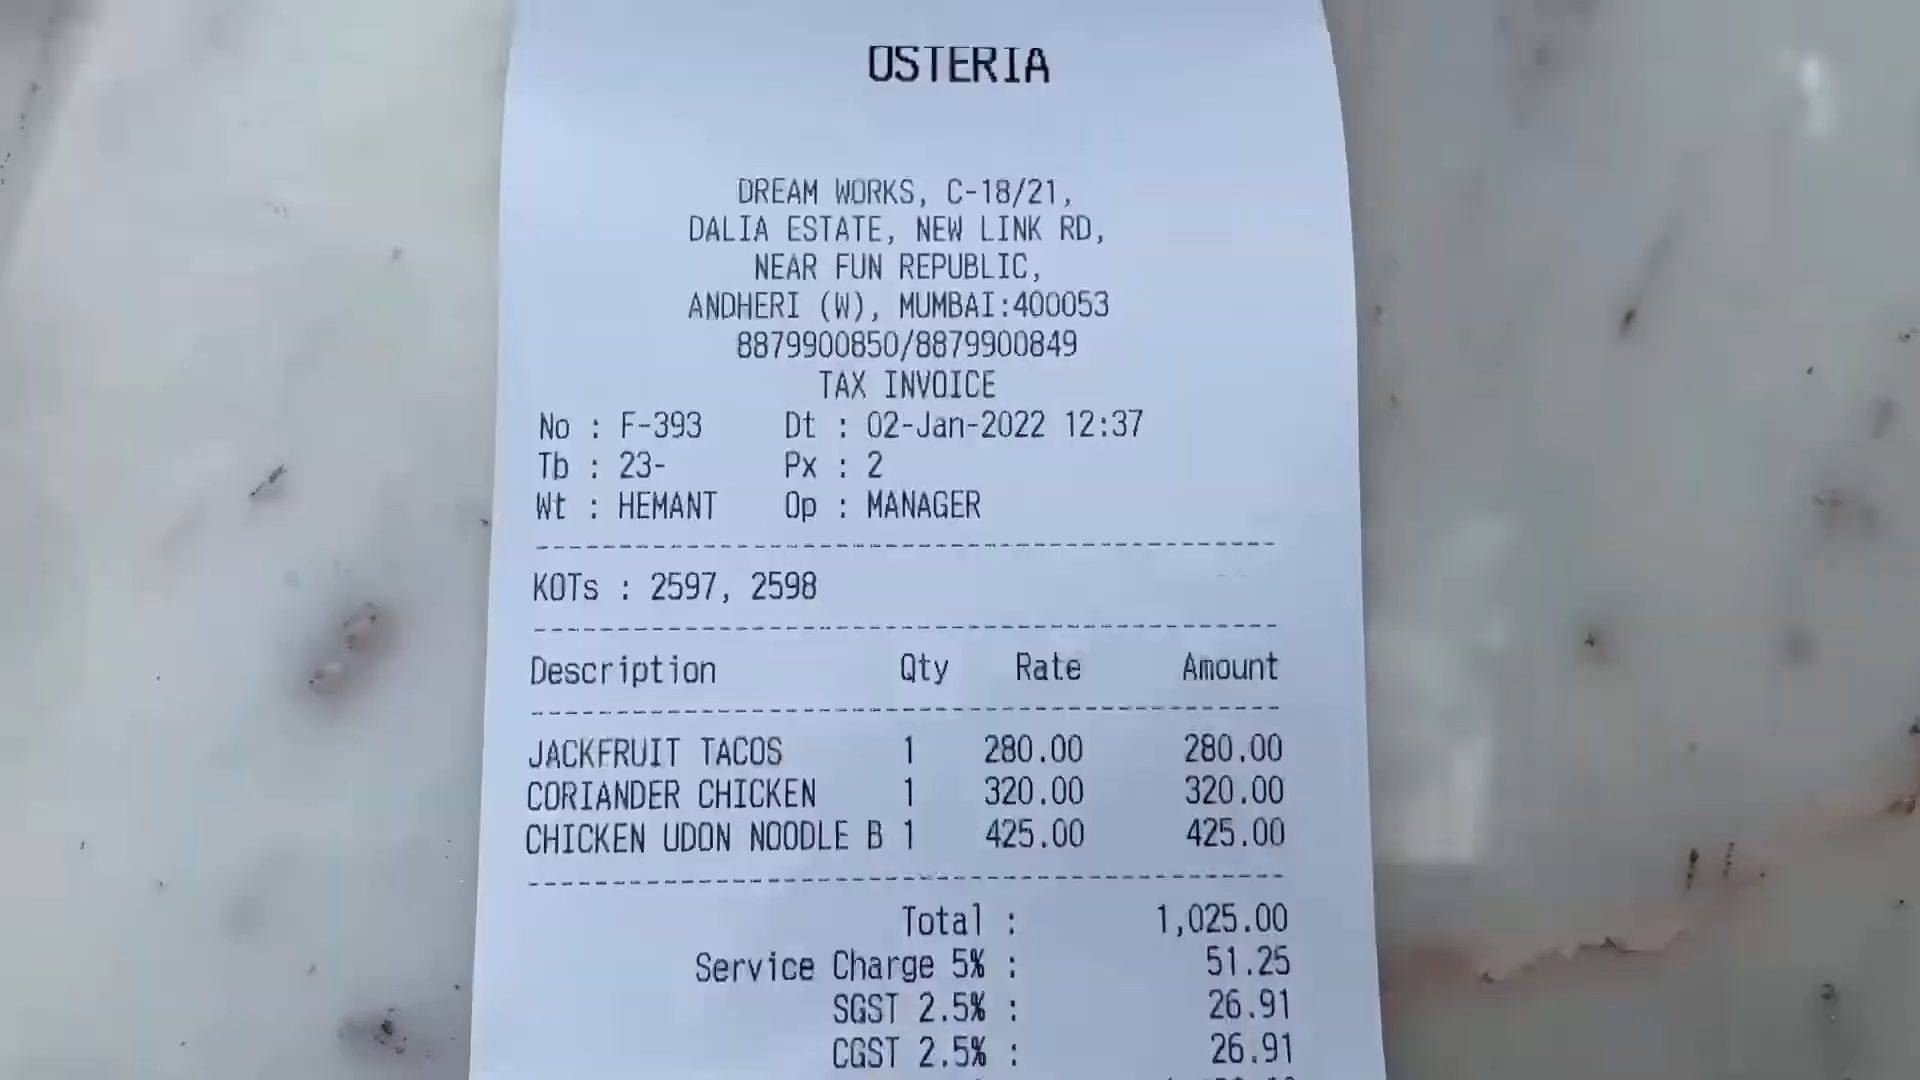 OSTERIA
DREAM WORKS, C-18/21,
DALIA ESTATE, NEW LINK RD,
NEAR FUN REPUBLIC,
ANDHERI (W), MUMBAI:400053
8879900850/8879900849
TAX INVOICE
No : F-393 Dt : 02-Jan-2022 12:37
Tb : 23- Px : 2
Wt : HEMANT Op : MANAGER
KOTs : 2597, 2598
Description Qty Rate Amount
JACKFRUIT TACOS 1 280.00 280.00
CORIANDER CHICKEN 1 320.00 320.00
CHICKEN UDON NOODLE B 1 425.00 425.00
Total : 1,025.00
Service Charge 5% : 51.25
SGST 2.5% : 26.91
CGST 2.5% : 26.91